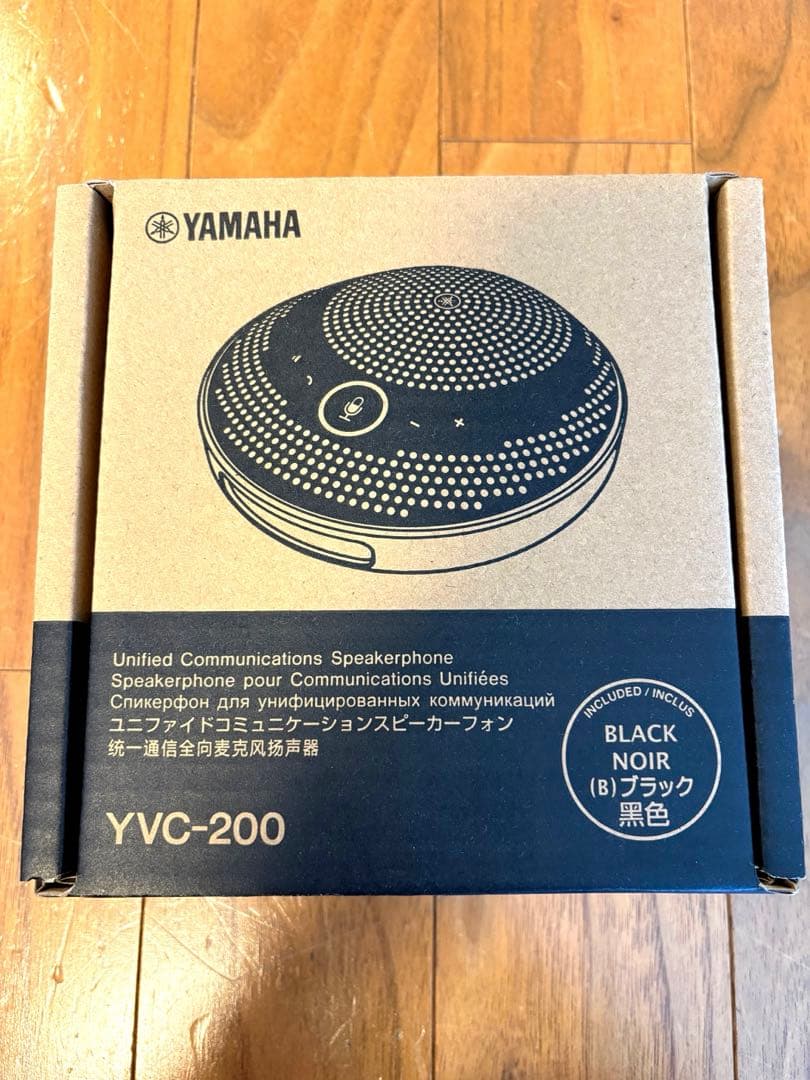 YAMAHA
Unified Communications Speakerphone
Speakerphone pour Communications Unifiées
Спикерфон для унифицированных коммуникаций
ユニファイドコミュニケーションスピーカーフォン
统一通信全向麦克风扬声器
YVC-200
INCLUDED / INCLUS
BLACK
NOIR
(B)ブラック
黑色